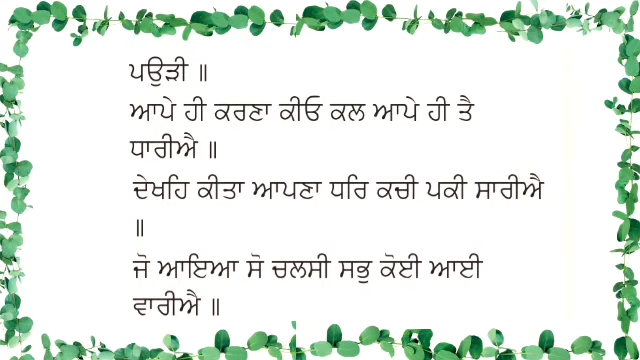 ਪਉੜੀ ॥
ਆਪੇ ਹੀ ਕਰਣਾ ਕੀਓ ਕਲ ਆਪੇ ਹੀ ਤੈ
ਧਾਰੀਐ ॥
ਦੇਖਹਿ ਕੀਤਾ ਆਪਣਾ ਧਰਿ ਕਚੀ ਪਕੀ ਸਾਰੀਐ
॥
ਜੋ ਆਇਆ ਸੋ ਚਲਸੀ ਸਭੁ ਕੋਈ ਆਈ
ਵਾਰੀਐ ॥